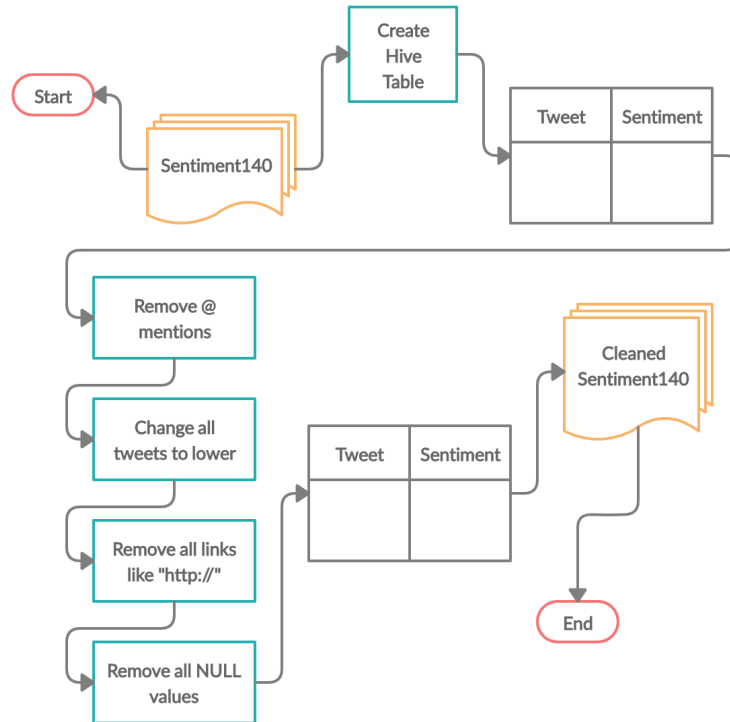 Create
Hive
Table
Start
Sentiment140
Tweet
Sentiment
Remove @
mentions
Change all
tweets to lower
Remove all links
like "http://"
Remove all NULL
values
Tweet
Sentiment
Cleaned
Sentiment140
End